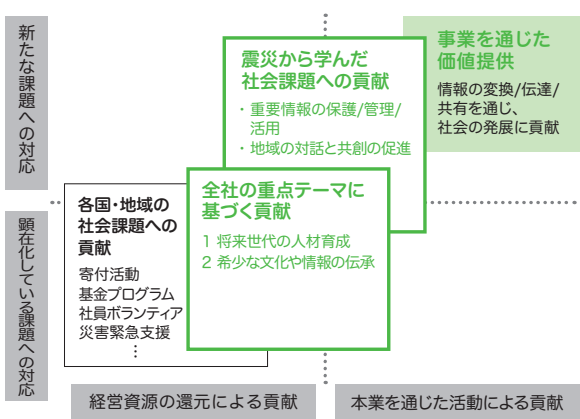 新たな課題への対応
顕在化している課題への対応
事業を通じた
価値提供
情報の変換/伝達/
共有を通じ、
社会の発展に貢献
震災から学んだ
社会課題への貢献
・重要情報の保護/管理/
活用
・地域の対話と共創の促進
全社の重点テーマに
基づく貢献
1 将来世代の人材育成
2 希少な文化や情報の伝承
各国・地域の
社会課題への
貢献
寄付活動
基金プログラム
社員ボランティア
災害緊急支援
⋮
経営資源の還元による貢献
本業を通じた活動による貢献